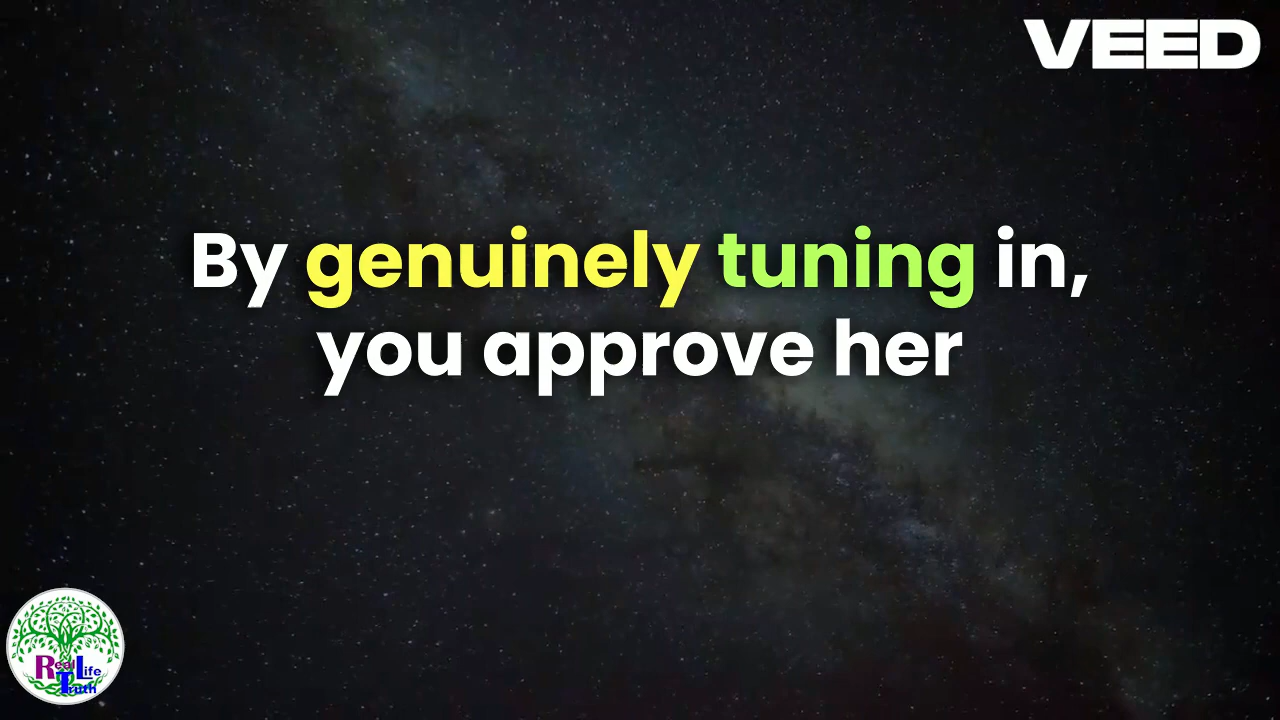 VEED
By genuinely tuning in,
you approve her
Real Life
Truth